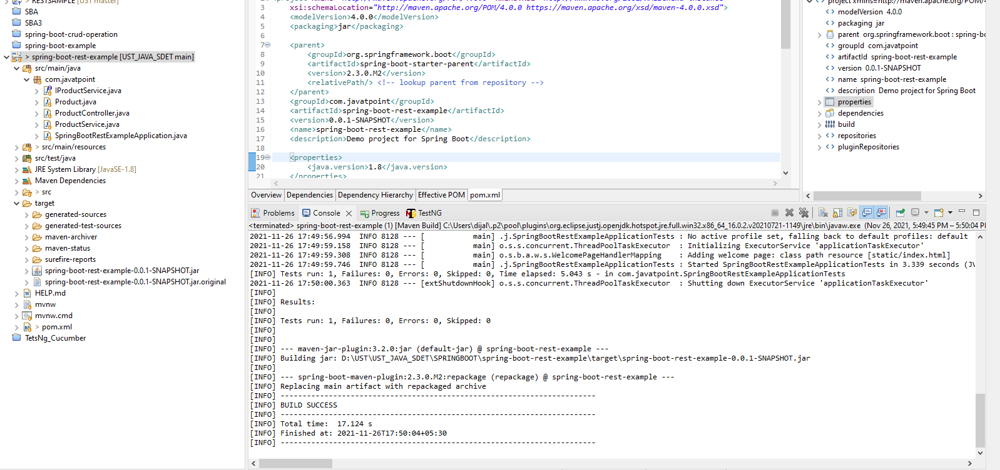 > RESTSAMPLE [UST master]
SBA
SBA3
spring-boot-crud-operation
spring-boot-example
> spring-boot-rest-example [UST_JAVA_SDET main]
src/main/java
com.javatpoint
IProductService.java
Product.java
ProductController.java
ProductService.java
SpringBootRestExampleApplication.java
> src/main/resources
src/test/java
JRE System Library [JavaSE-1.8]
Maven Dependencies
> src
target
generated-sources
generated-test-sources
maven-archiver
maven-status
surefire-reports
spring-boot-rest-example-0.0.1-SNAPSHOT.jar
spring-boot-rest-example-0.0.1-SNAPSHOT.jar.original
HELP.md
mvnw
mvnw.cmd
> pom.xml
TetsNg_Cucumber
3 xsi:schemaLocation="http://maven.apache.org/POM/4.0.0 https://maven.apache.org/xsd/maven-4.0.0.xsd">
4 <modelVersion>4.0.0</modelVersion>
5 <packaging>jar</packaging>
6
7 <parent>
8 <groupId>org.springframework.boot</groupId>
9 <artifactId>spring-boot-starter-parent</artifactId>
10 <version>2.3.0.M2</version>
11 <relativePath/> <!-- lookup parent from repository -->
12 </parent>
13 <groupId>com.javatpoint</groupId>
14 <artifactId>spring-boot-rest-example</artifactId>
15 <version>0.0.1-SNAPSHOT</version>
16 <name>spring-boot-rest-example</name>
17 <description>Demo project for Spring Boot</description>
18
19 <properties>
20 <java.version>1.8</java.version>
21 </properties>
Overview Dependencies Dependency Hierarchy Effective POM pom.xml
project xmlns=http://maven.apache.org/POM/4
modelVersion 4.0.0
packaging jar
parent org.springframework.boot : spring-bo
groupId com.javatpoint
artifactId spring-boot-rest-example
version 0.0.1-SNAPSHOT
name spring-boot-rest-example
description Demo project for Spring Boot
properties
dependencies
build
repositories
pluginRepositories
Problems Console Progress TestNG
<terminated> spring-boot-rest-example (1) [Maven Build] C:\Users\dijal\.p2\pool\plugins\org.eclipse.justj.openjdk.hotspot.jre.full.win32.x86_64_16.0.2.v20210721-1149\jre\bin\javaw.exe (Nov 26, 2021, 5:49:45 PM – 5:50:04 P
2021-11-26 17:49:56.994 INFO 8128 --- [ main] .j.SpringBootRestExampleApplicationTests : No active profile set, falling back to default profiles: default
2021-11-26 17:49:59.158 INFO 8128 --- [ main] o.s.s.concurrent.ThreadPoolTaskExecutor : Initializing ExecutorService 'applicationTaskExecutor'
2021-11-26 17:49:59.308 INFO 8128 --- [ main] o.s.b.a.w.s.WelcomePageHandlerMapping : Adding welcome page: class path resource [static/index.html]
2021-11-26 17:49:59.746 INFO 8128 --- [ main] .j.SpringBootRestExampleApplicationTests : Started SpringBootRestExampleApplicationTests in 3.339 seconds (JV
[INFO] Tests run: 1, Failures: 0, Errors: 0, Skipped: 0, Time elapsed: 5.043 s - in com.javatpoint.SpringBootRestExampleApplicationTests
2021-11-26 17:50:00.363 INFO 8128 --- [extShutdownHook] o.s.s.concurrent.ThreadPoolTaskExecutor : Shutting down ExecutorService 'applicationTaskExecutor'
[INFO]
[INFO] Results:
[INFO]
[INFO] Tests run: 1, Failures: 0, Errors: 0, Skipped: 0
[INFO]
[INFO]
[INFO] --- maven-jar-plugin:3.2.0:jar (default-jar) @ spring-boot-rest-example ---
[INFO] Building jar: D:\UST\UST_JAVA_SDET\SPRINGBOOT\spring-boot-rest-example\target\spring-boot-rest-example-0.0.1-SNAPSHOT.jar
[INFO]
[INFO] --- spring-boot-maven-plugin:2.3.0.M2:repackage (repackage) @ spring-boot-rest-example ---
[INFO] Replacing main artifact with repackaged archive
[INFO] ------------------------------------------------------------------------
[INFO] BUILD SUCCESS
[INFO] ------------------------------------------------------------------------
[INFO] Total time: 17.124 s
[INFO] Finished at: 2021-11-26T17:50:04+05:30
[INFO] ------------------------------------------------------------------------